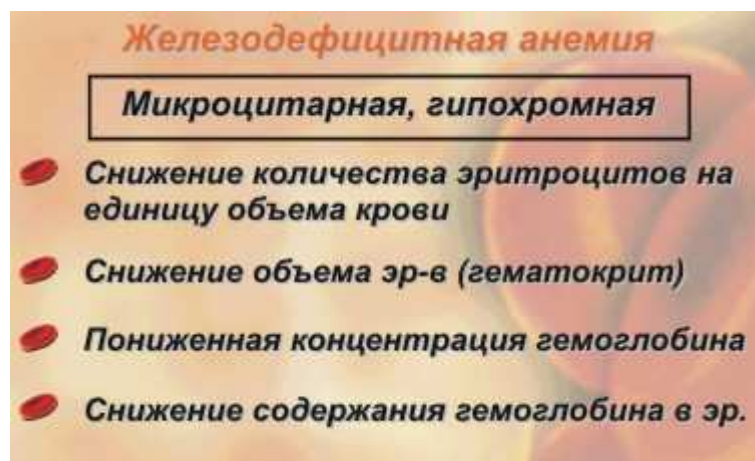 Железодефицитная анемия
Микроцитарная, гипохромная
Снижение количества эритроцитов на
единицу объема крови
Снижение объема эр-в (гематокрит)
Пониженная концентрация гемоглобина
Снижение содержания гемоглобина в эр.